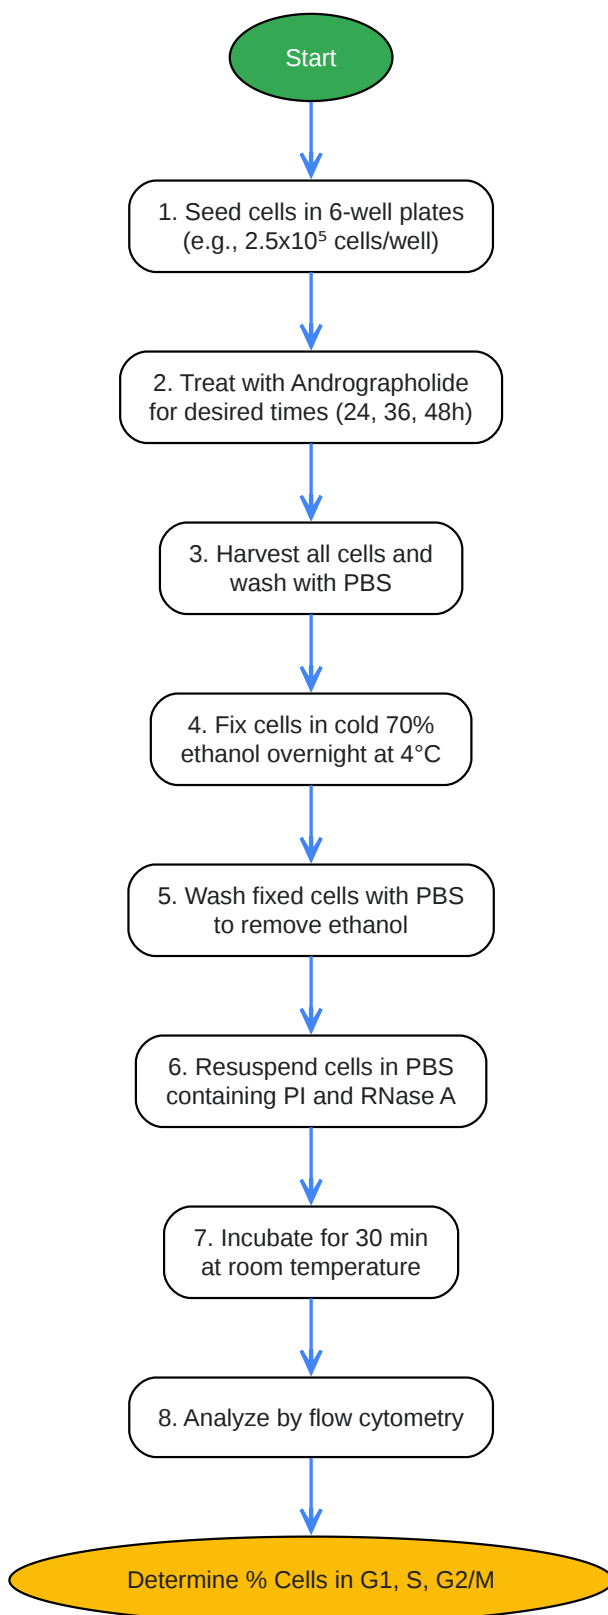 Start
1. Seed cells in 6-well plates
(e.g., 2.5x10⁵ cells/well)
2. Treat with Andrographolide
for desired times (24, 36, 48h)
3. Harvest all cells and
wash with PBS
4. Fix cells in cold 70%
ethanol overnight at 4°C
5. Wash fixed cells with PBS
to remove ethanol
6. Resuspend cells in PBS
containing PI and RNase A
7. Incubate for 30 min
at room temperature
8. Analyze by flow cytometry
Determine % Cells in G1, S, G2/M